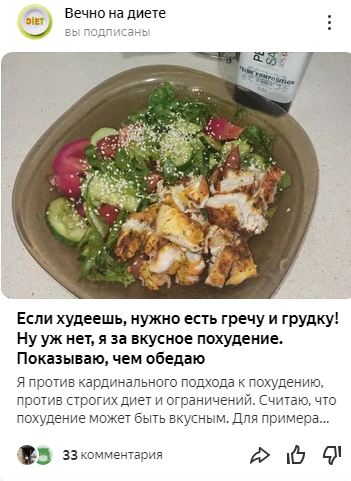 DIET
Вечно на диете
вы подписаны
FEINE KOMPOSITION
Если худеешь, нужно есть гречу и грудку!
Ну уж нет, я за вкусное похудение.
Показываю, чем обедаю
Я против кардинального подхода к похудению,
против строгих диет и ограничений. Считаю, что
похудение может быть вкусным. Для примера...
33 комментария